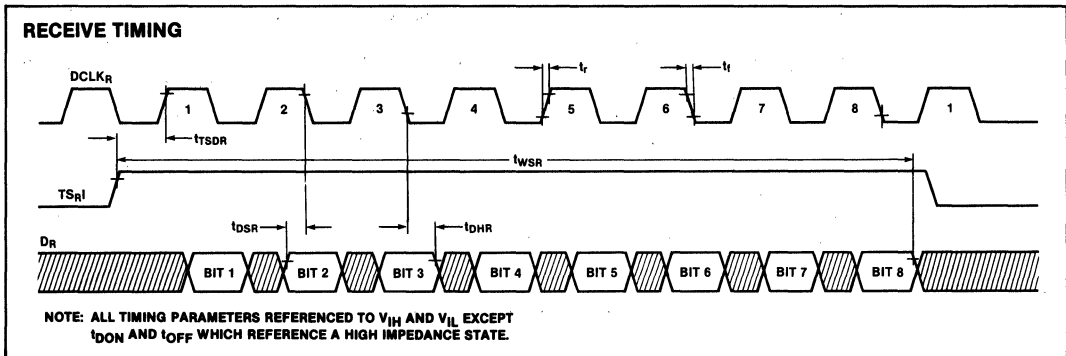 RECEIVE TIMING
DCLKR
tr
tf
1 2 3 4 5 6 7 8 1
tTSDR
tWSR
TSRI
tDSR
tDHR
DR
BIT 1 BIT 2 BIT 3 BIT 4 BIT 5 BIT 6 BIT 7 BIT 8
NOTE: ALL TIMING PARAMETERS REFERENCED TO VIH AND VIL EXCEPT
tDON AND tOFF WHICH REFERENCE A HIGH IMPEDANCE STATE.